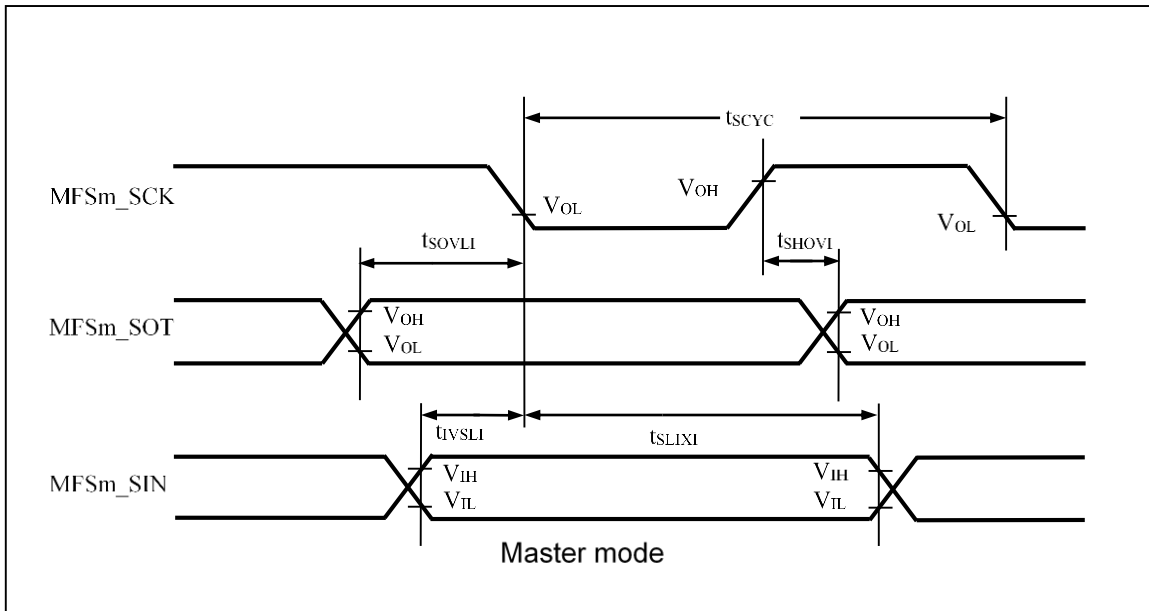 tSCYC
MFSm_SCK
VOL
VOH
VOL
tSOVLI
tSHOVI
MFSm_SOT
VOH
VOL
VOH
VOL
tIVSLI
tSLIXI
MFSm_SIN
VIH
VIL
VIH
VIL
Master mode